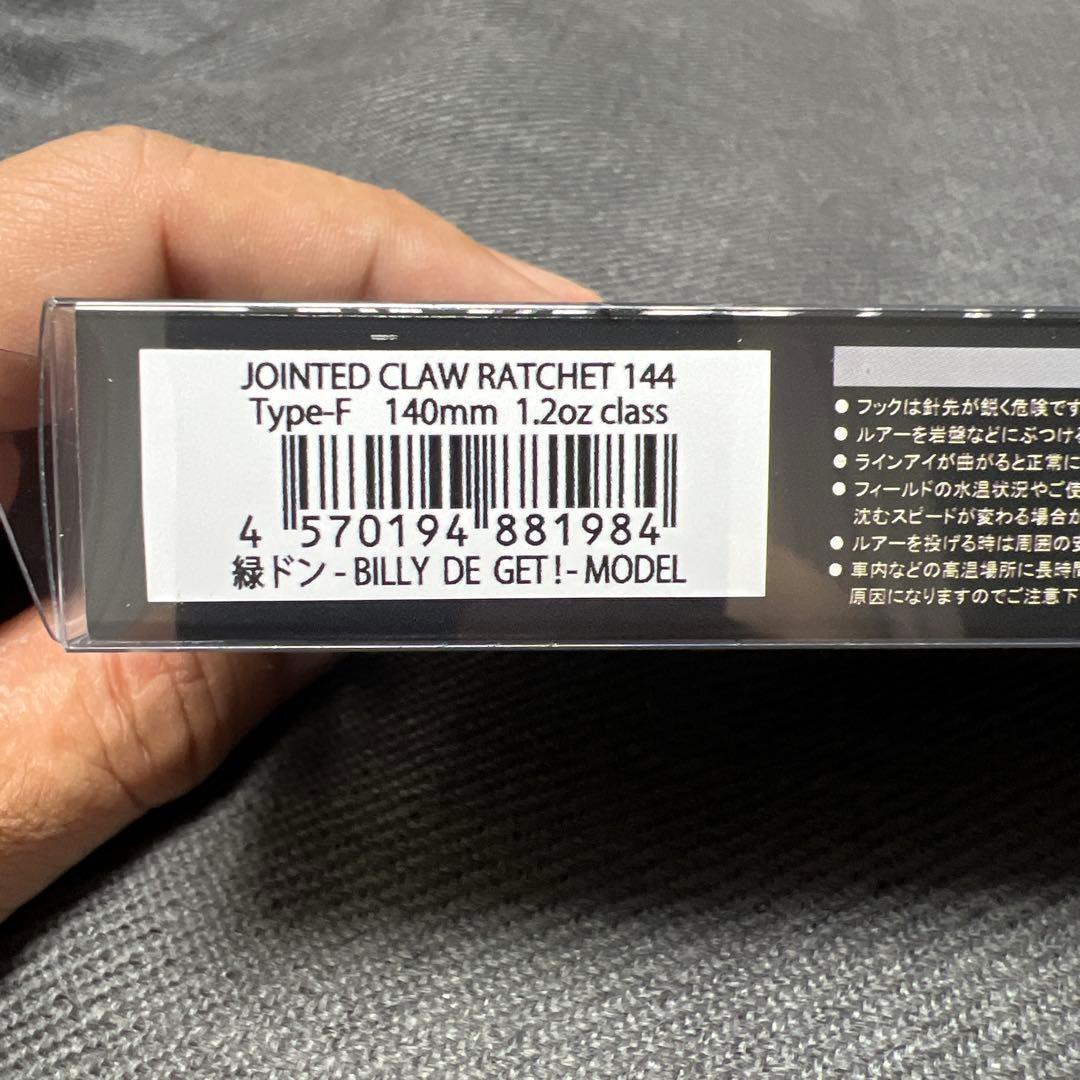 JOINTED CLAW RATCHET 144
Type-F 140mm 1.2oz class
4 570194 881984
緑ドン - BILLY DE GET ! - MODEL
● フックは針先が鋭く危険です
● ルアーを岩盤などにぶつける
● ラインアイが曲がると正常に
● フィールドの水温状況やご使
沈むスピードが変わる場合が
● ルアーを投げる時は周囲の安
● 車内などの高温場所に長時間
原因になりますのでご注意下